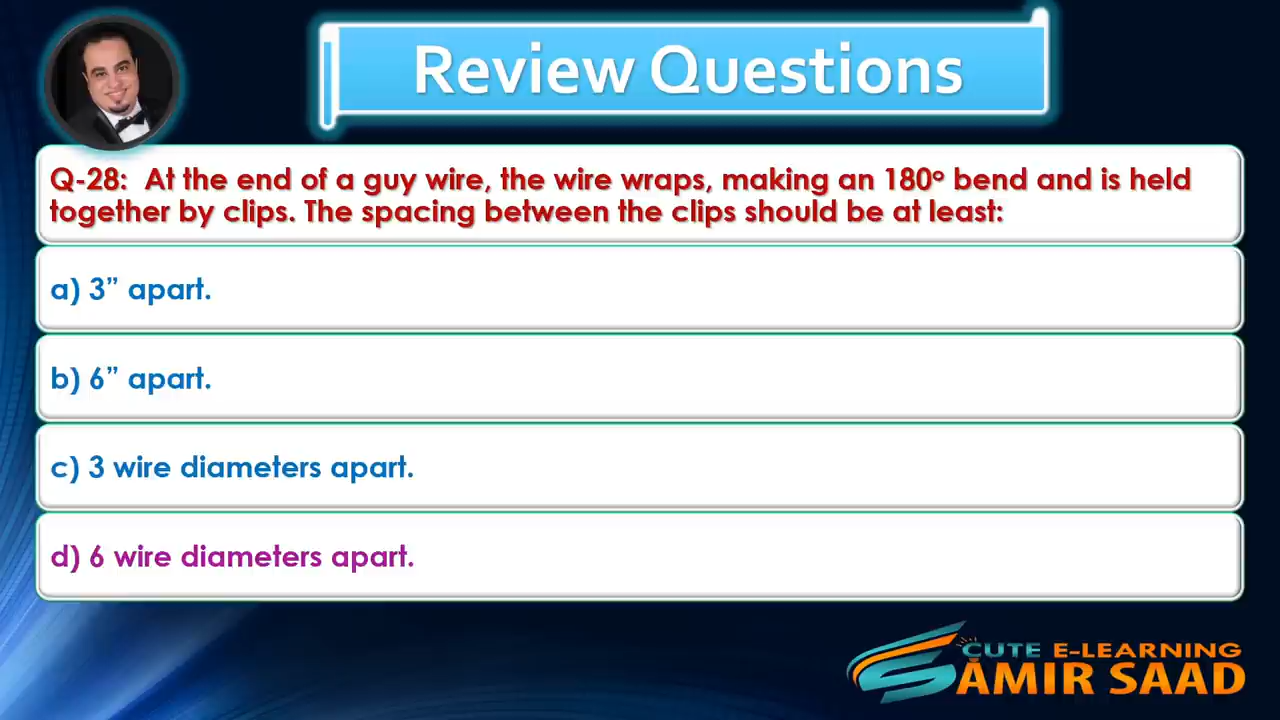 Review Questions
Q-28: At the end of a guy wire, the wire wraps, making an 180º bend and is held
together by clips. The spacing between the clips should be at least:
a) 3” apart.
b) 6” apart.
c) 3 wire diameters apart.
d) 6 wire diameters apart.
CUTE E-LEARNING
AMIR SAAD